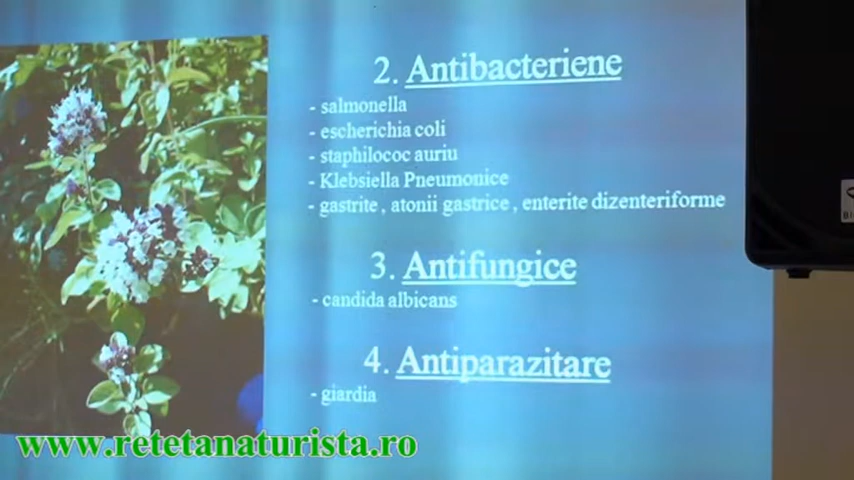 2. Antibacteriene
- salmonella
- escherichia coli
- staphilococ auriu
- Klebsiella Pneumonice
- gastrite , atonii gastrice , enterite dizenteriforme
3. Antifungice
- candida albicans
4. Antiparazitare
- giardia
www.retetanaturista.ro